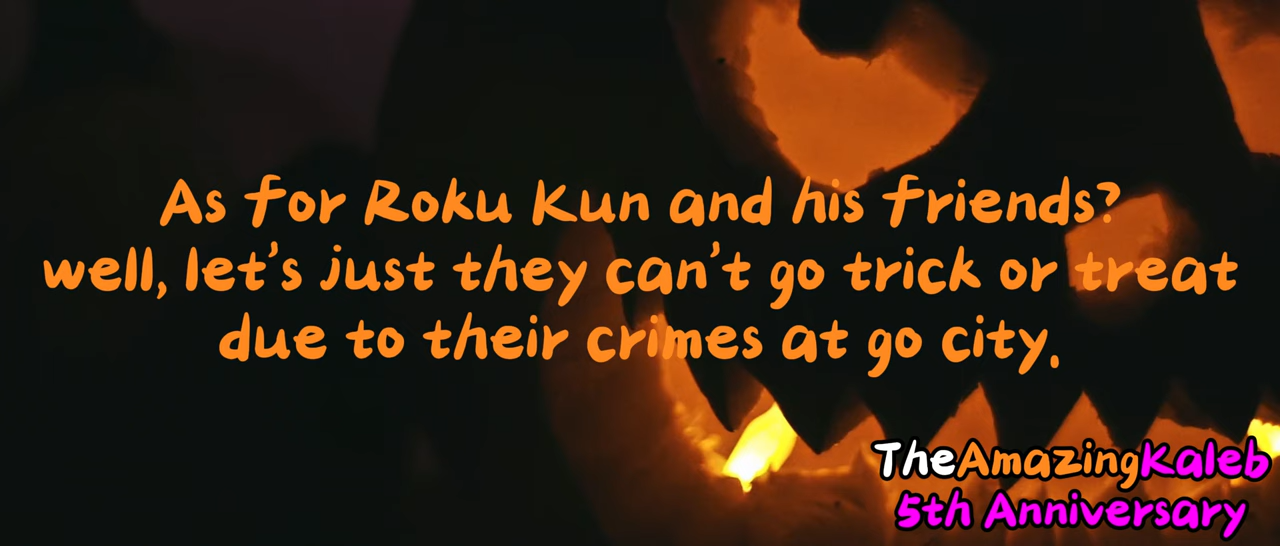 As for Roku Kun and his friends?
well, let's just they can't go trick or treat
due to their crimes at go city.
TheAmazingKaleb
5th Anniversary